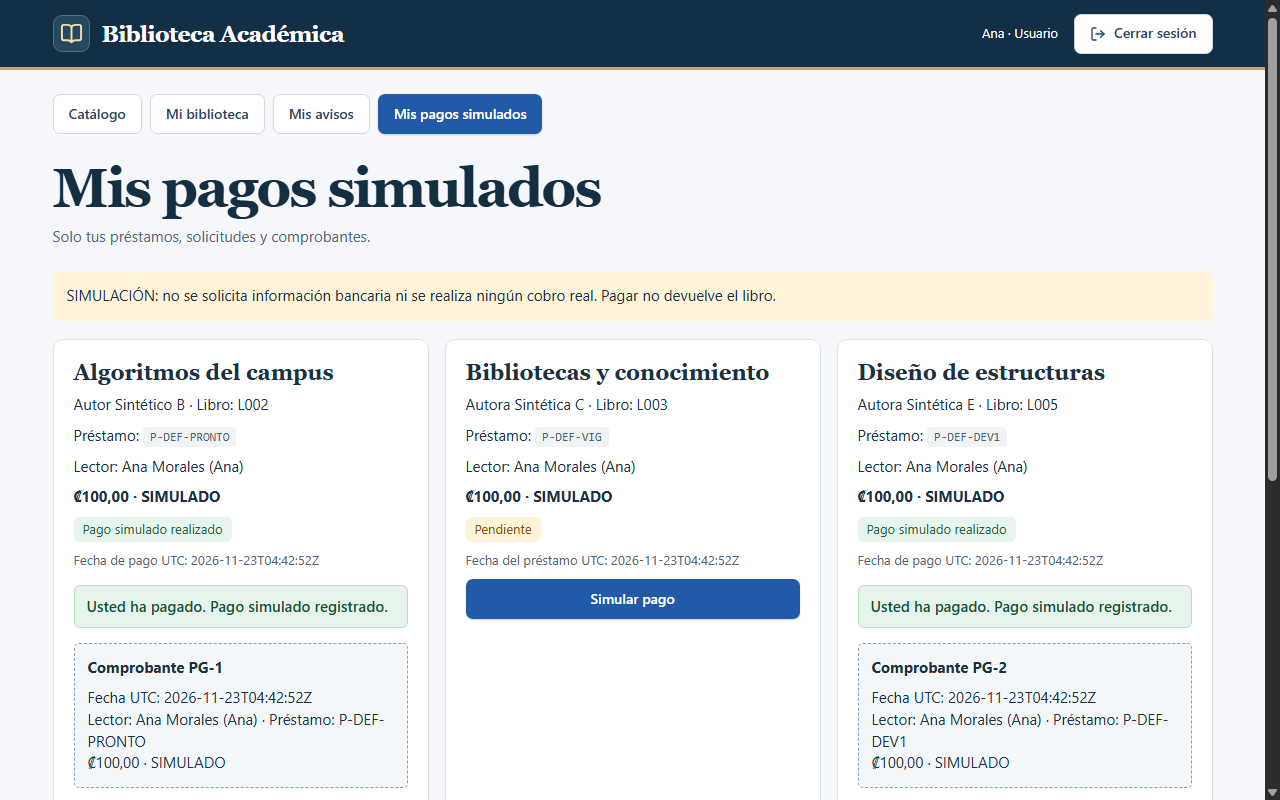 Biblioteca Académica
Ana · Usuario
Cerrar sesión
Catálogo
Mi biblioteca
Mis avisos
Mis pagos simulados
Mis pagos simulados
Solo tus préstamos, solicitudes y comprobantes.
SIMULACIÓN: no se solicita información bancaria ni se realiza ningún cobro real. Pagar no devuelve el libro.
Algoritmos del campus
Autor Sintético B · Libro: L002
Préstamo: P-DEF-PRONTO
Lector: Ana Morales (Ana)
₡100,00 · SIMULADO
Pago simulado realizado
Fecha de pago UTC: 2026-11-23T04:42:52Z
Usted ha pagado. Pago simulado registrado.
Comprobante PG-1
Fecha UTC: 2026-11-23T04:42:52Z
Lector: Ana Morales (Ana) · Préstamo: P-DEF-
PRONTO
₡100,00 · SIMULADO
Bibliotecas y conocimiento
Autora Sintética C · Libro: L003
Préstamo: P-DEF-VIG
Lector: Ana Morales (Ana)
₡100,00 · SIMULADO
Pendiente
Fecha del préstamo UTC: 2026-11-23T04:42:52Z
Simular pago
Diseño de estructuras
Autora Sintética E · Libro: L005
Préstamo: P-DEF-DEV1
Lector: Ana Morales (Ana)
₡100,00 · SIMULADO
Pago simulado realizado
Fecha de pago UTC: 2026-11-23T04:42:52Z
Usted ha pagado. Pago simulado registrado.
Comprobante PG-2
Fecha UTC: 2026-11-23T04:42:52Z
Lector: Ana Morales (Ana) · Préstamo: P-DEF-
DEV1
₡100,00 · SIMULADO